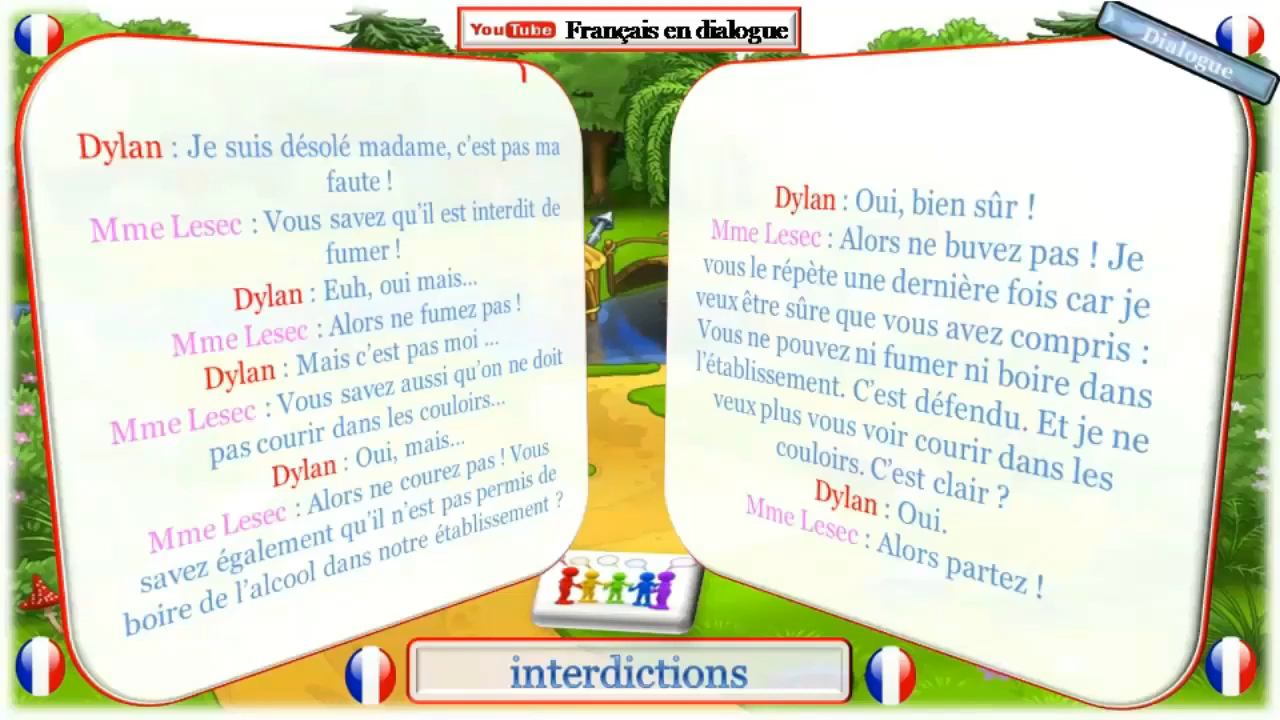 YouTube Français en dialogue
Dialogue
Dylan : Je suis désolé madame, c’est pas ma
faute !
Mme Lesec : Vous savez qu’il est interdit de
fumer !
Dylan : Euh, oui mais...
Mme Lesec : Alors ne fumez pas !
Dylan : Mais c’est pas moi ...
Mme Lesec : Vous savez aussi qu’on ne doit
pas courir dans les couloirs...
Dylan : Oui, mais...
Mme Lesec : Alors ne courez pas ! Vous
savez également qu’il n’est pas permis de
boire de l’alcool dans notre établissement ?
Dylan : Oui, bien sûr !
Mme Lesec : Alors ne buvez pas ! Je
vous le répète une dernière fois car je
veux être sûre que vous avez compris :
Vous ne pouvez ni fumer ni boire dans
l’établissement. C’est défendu. Et je ne
veux plus vous voir courir dans les
couloirs. C’est clair ?
Dylan : Oui.
Mme Lesec : Alors partez !
interdictions